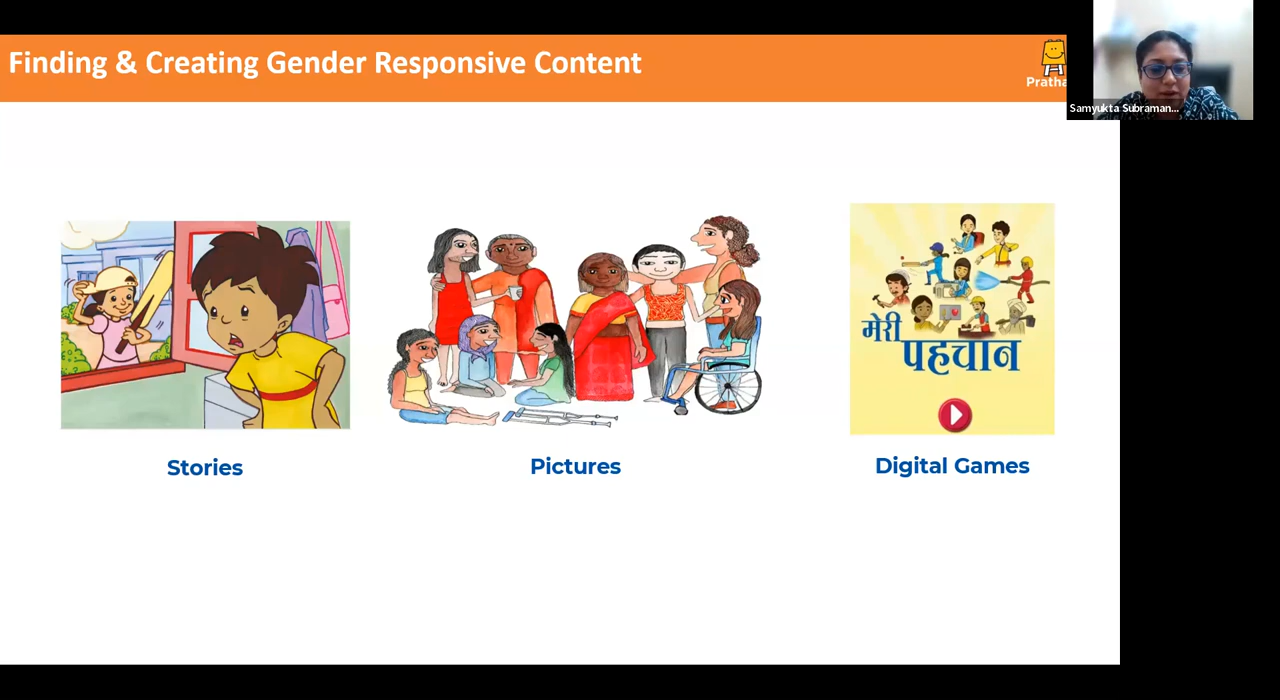 Finding & Creating Gender Responsive Content
Pratha
Samyukta Subraman...
मेरी
पहचान
Stories
Pictures
Digital Games